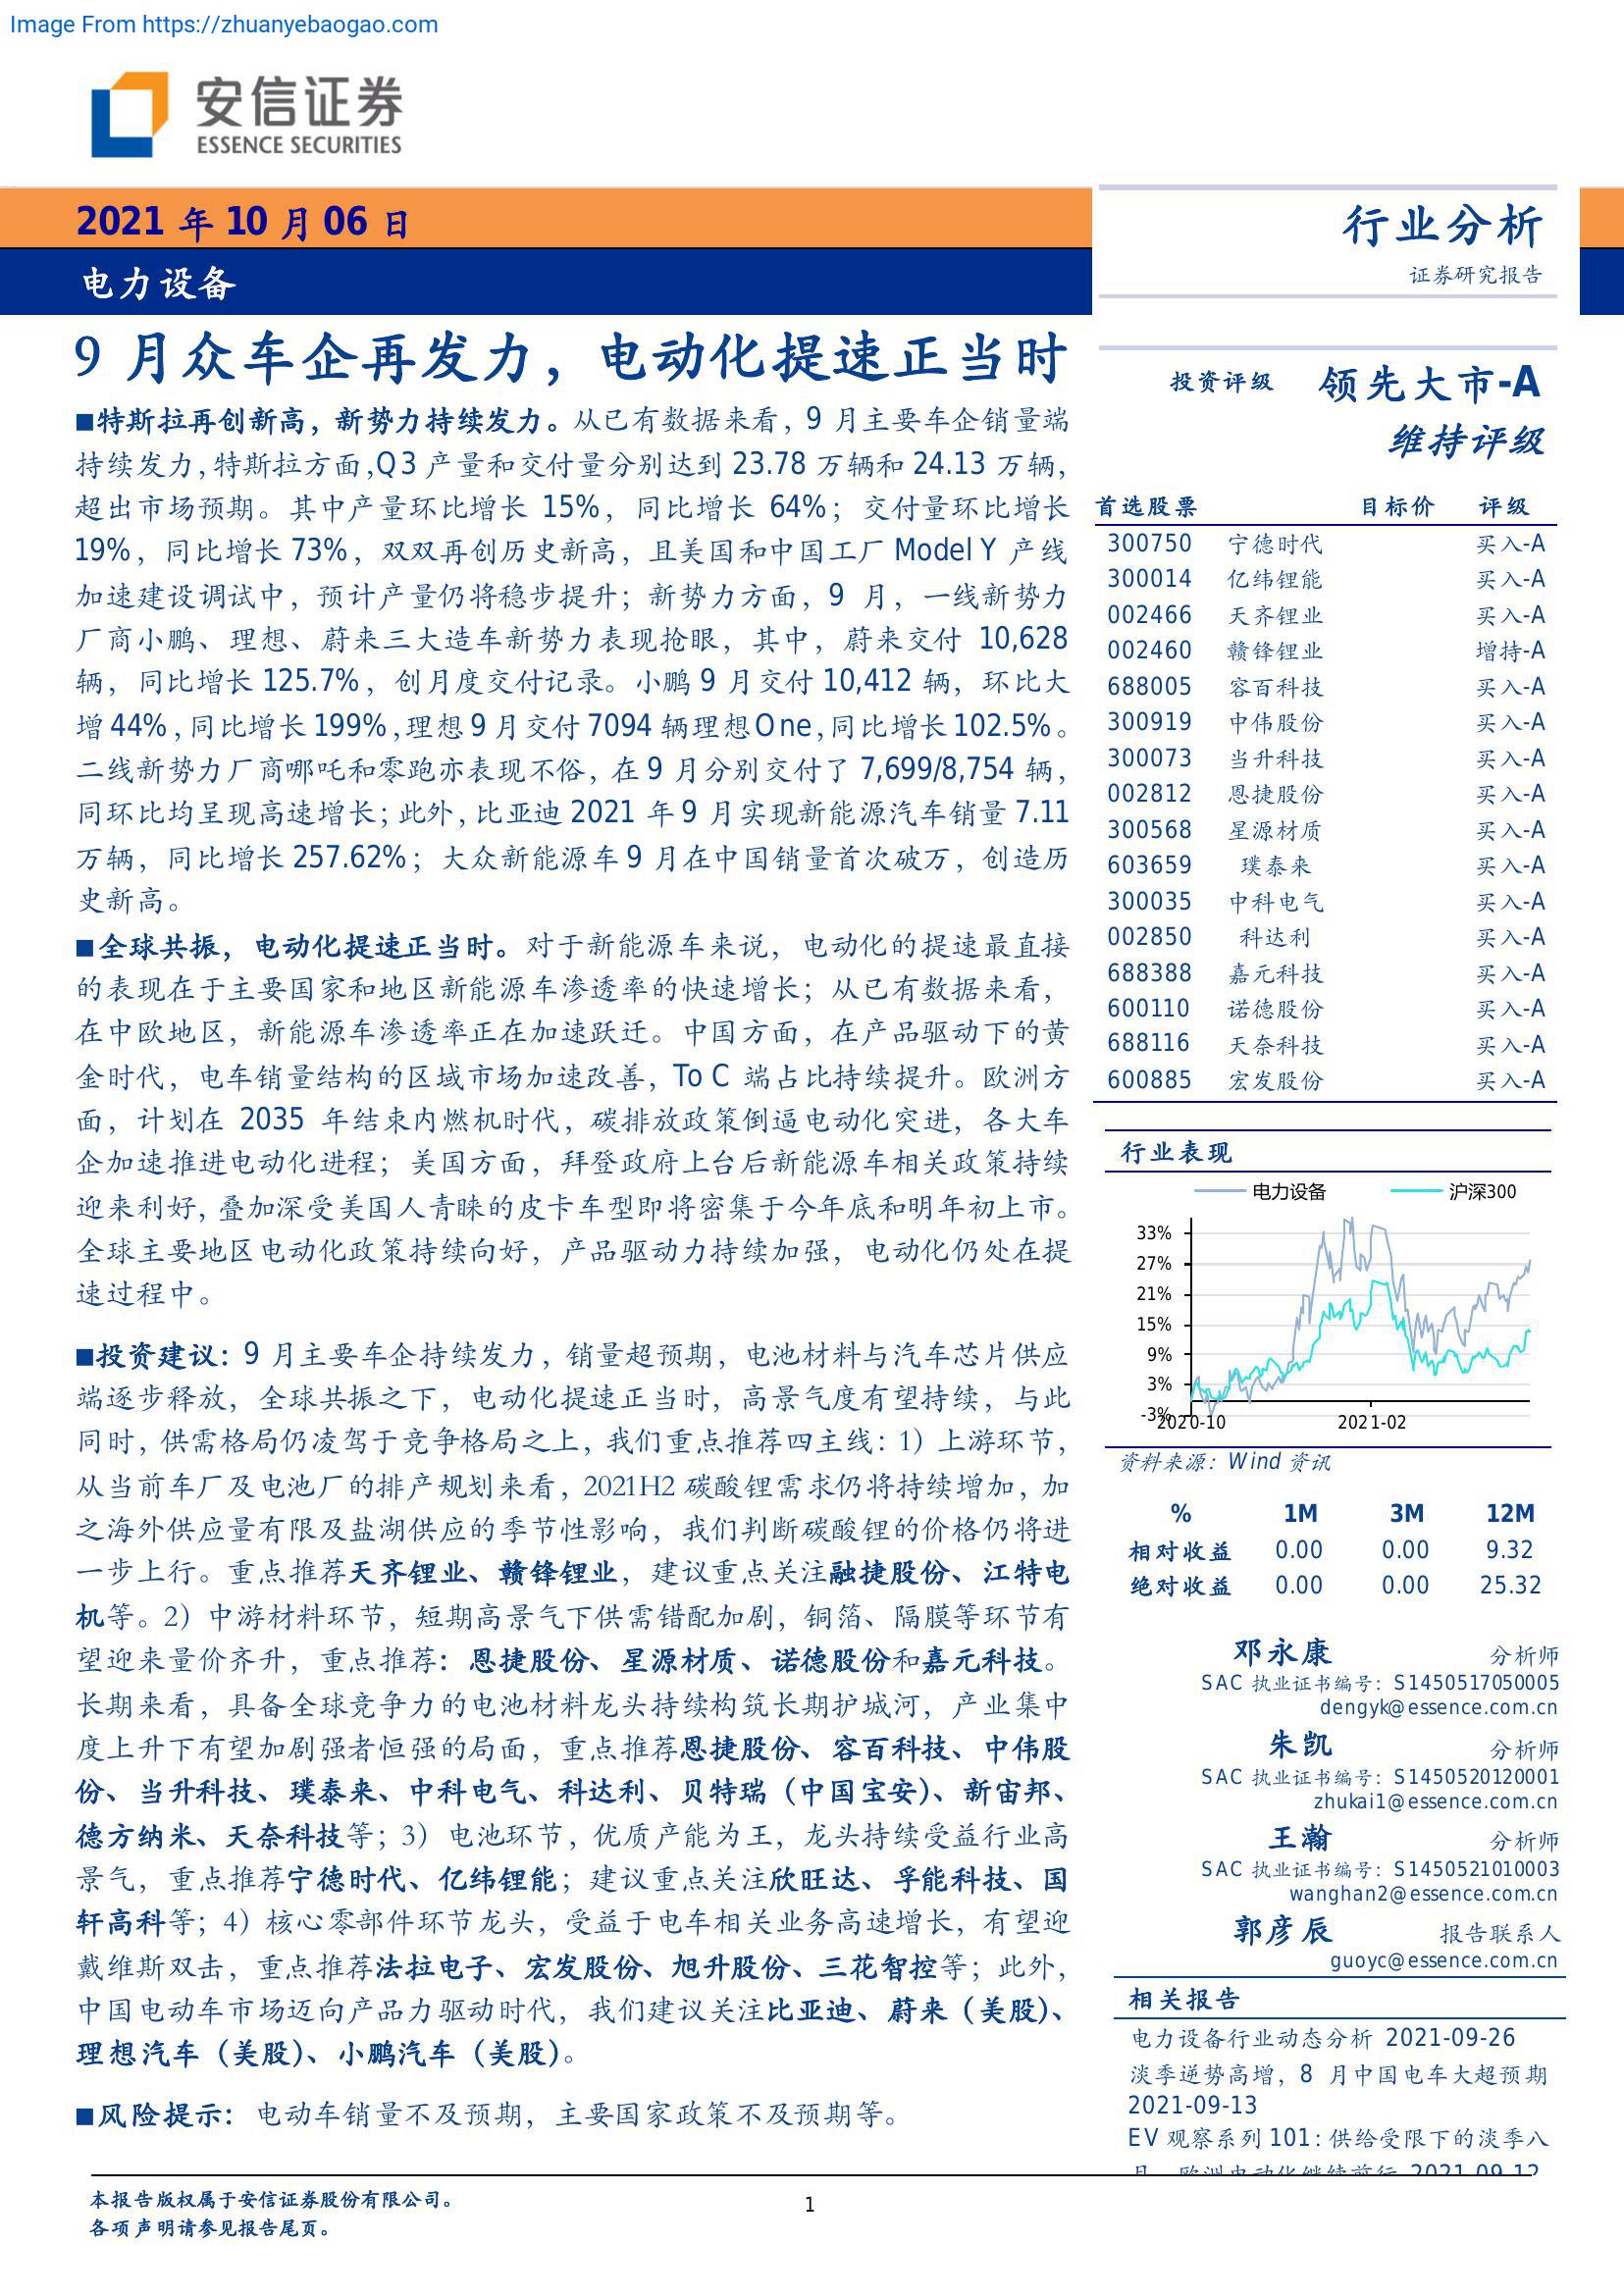 Image From https://zhuanyebaogao.com
安信证券
ESSENCE SECURITIES
2021 年 10 月 06 日
电力设备
行业分析
证券研究报告
9 月众车企再发力，电动化提速正当时
■特斯拉再创新高，新势力持续发力。从已有数据来看，9 月主要车企销量端
持续发力，特斯拉方面，Q3 产量和交付量分别达到 23.78 万辆和 24.13 万辆，
超出市场预期。其中产量环比增长 15%，同比增长 64%；交付量环比增长
19%，同比增长 73%，双双再创历史新高，且美国和中国工厂 Model Y 产线
加速建设调试中，预计产量仍将稳步提升；新势力方面，9 月，一线新势力
厂商小鹏、理想、蔚来三大造车新势力表现抢眼，其中，蔚来交付 10,628
辆，同比增长 125.7%，创月度交付记录。小鹏 9 月交付 10,412 辆，环比大
增 44%，同比增长 199%，理想 9 月交付 7094 辆理想 One，同比增长 102.5%。
二线新势力厂商哪吒和零跑亦表现不俗，在 9 月分别交付了 7,699/8,754 辆，
同环比均呈现高速增长；此外，比亚迪 2021 年 9 月实现新能源汽车销量 7.11
万辆，同比增长 257.62%；大众新能源车 9 月在中国销量首次破万，创造历
史新高。
■全球共振，电动化提速正当时。对于新能源车来说，电动化的提速最直接
的表现在于主要国家和地区新能源车渗透率的快速增长；从已有数据来看，
在中欧地区，新能源车渗透率正在加速跃迁。中国方面，在产品驱动下的黄
金时代，电车销量结构的区域市场加速改善，To C 端占比持续提升。欧洲方
面，计划在 2035 年结束内燃机时代，碳排放政策倒逼电动化突进，各大车
企加速推进电动化进程；美国方面，拜登政府上台后新能源车相关政策持续
迎来利好，叠加深受美国人青睐的皮卡车型即将密集于今年底和明年初上市。
全球主要地区电动化政策持续向好，产品驱动力持续加强，电动化仍处在提
速过程中。
■投资建议：9 月主要车企持续发力，销量超预期，电池材料与汽车芯片供应
端逐步释放，全球共振之下，电动化提速正当时，高景气度有望持续，与此
同时，供需格局仍凌驾于竞争格局之上，我们重点推荐四主线：1）上游环节，
从当前车厂及电池厂的排产规划来看，2021H2 碳酸锂需求仍将持续增加，加
之海外供应量有限及盐湖供应的季节性影响，我们判断碳酸锂的价格仍将进
一步上行。重点推荐天齐锂业、赣锋锂业，建议重点关注融捷股份、江特电
机等。2）中游材料环节，短期高景气下供需错配加剧，铜箔、隔膜等环节有
望迎来量价齐升，重点推荐：恩捷股份、星源材质、诺德股份和嘉元科技。
长期来看，具备全球竞争力的电池材料龙头持续构筑长期护城河，产业集中
度上升下有望加剧强者恒强的局面，重点推荐恩捷股份、容百科技、中伟股
份、当升科技、璞泰来、中科电气、科达利、贝特瑞（中国宝安）、新宙邦、
德方纳米、天奈科技等；3）电池环节，优质产能为王，龙头持续受益行业高
景气，重点推荐宁德时代、亿纬锂能；建议重点关注欣旺达、孚能科技、国
轩高科等；4）核心零部件环节龙头，受益于电车相关业务高速增长，有望迎
戴维斯双击，重点推荐法拉电子、宏发股份、旭升股份、三花智控等；此外，
中国电动车市场迈向产品力驱动时代，我们建议关注比亚迪、蔚来（美股）、
理想汽车（美股）、小鹏汽车（美股）。
■风险提示：电动车销量不及预期，主要国家政策不及预期等。
投资评级 领先大市-A
维持评级
首选股票 目标价 评级
300750 宁德时代 买入-A
300014 亿纬锂能 买入-A
002466 天齐锂业 买入-A
002460 赣锋锂业 增持-A
688005 容百科技 买入-A
300919 中伟股份 买入-A
300073 当升科技 买入-A
002812 恩捷股份 买入-A
300568 星源材质 买入-A
603659 璞泰来 买入-A
300035 中科电气 买入-A
002850 科达利 买入-A
688388 嘉元科技 买入-A
600110 诺德股份 买入-A
688116 天奈科技 买入-A
600885 宏发股份 买入-A
行业表现
电力设备 沪深300
33%
27%
21%
15%
9%
3%
-3%
2020-10 2021-02
资料来源：Wind 资讯
% 1M 3M 12M
相对收益 0.00 0.00 9.32
绝对收益 0.00 0.00 25.32
邓永康 分析师
SAC 执业证书编号：S1450517050005
dengyk@essence.com.cn
朱凯 分析师
SAC 执业证书编号：S1450520120001
zhukai1@essence.com.cn
王瀚 分析师
SAC 执业证书编号：S1450521010003
wanghan2@essence.com.cn
郭彦辰 报告联系人
guoyc@essence.com.cn
相关报告
电力设备行业动态分析 2021-09-26
淡季逆势高增，8 月中国电车大超预期
2021-09-13
EV 观察系列 101：供给受限下的淡季八
月，欧洲电动化继续前行 2021-09-12
本报告版权属于安信证券股份有限公司。
各项声明请参见报告尾页。
1